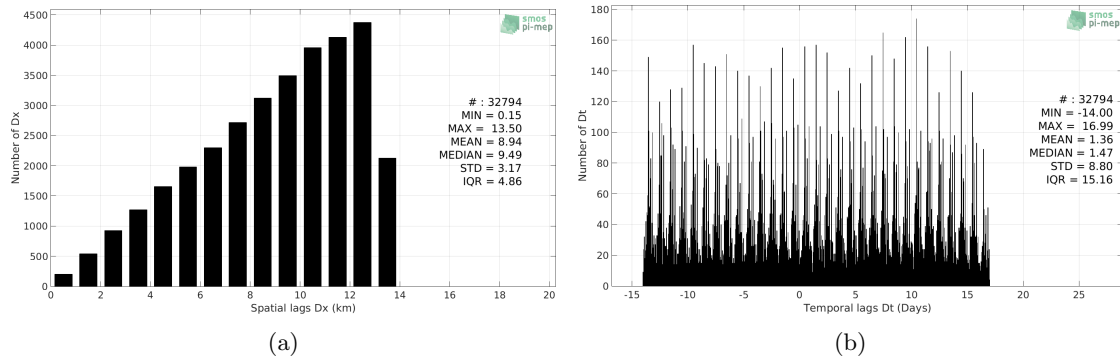 4500
4000
3500
3000
2500
2000
1500
1000
500
0
Number of Dx
0 2 4 6 8 10 12 14 16 18 20
Spatial lags Dx (km)
smos
pi-mep
# : 32794
MIN = 0.15
MAX = 13.50
MEAN = 8.94
MEDIAN = 9.49
STD = 3.17
IQR = 4.86
(a)
180
160
140
120
100
80
60
40
20
0
Number of Dt
-15 -10 -5 0 5 10 15 20 25
Temporal lags Dt (Days)
smos
pi-mep
# : 32794
MIN = -14.00
MAX = 16.99
MEAN = 1.36
MEDIAN = 1.47
STD = 8.80
IQR = 15.16
(b)